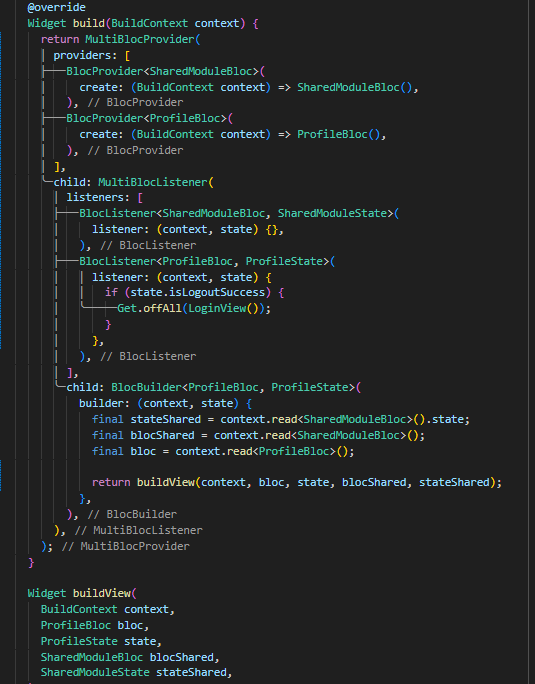 @override
Widget build(BuildContext context) {
return MultiBlocProvider(
providers: [
BlocProvider<SharedModuleBloc>(
create: (BuildContext context) => SharedModuleBloc(),
), // BlocProvider
BlocProvider<ProfileBloc>(
create: (BuildContext context) => ProfileBloc(),
), // BlocProvider
],
child: MultiBlocListener(
listeners: [
BlocListener<SharedModuleBloc, SharedModuleState>(
listener: (context, state) {},
), // BlocListener
BlocListener<ProfileBloc, ProfileState>(
listener: (context, state) {
if (state.isLogoutSuccess) {
Get.offAll(LoginView());
}
},
), // BlocListener
],
child: BlocBuilder<ProfileBloc, ProfileState>(
builder: (context, state) {
final stateShared = context.read<SharedModuleBloc>().state;
final blocShared = context.read<SharedModuleBloc>();
final bloc = context.read<ProfileBloc>();
return buildView(context, bloc, state, blocShared, stateShared);
},
), // BlocBuilder
), // MultiBlocListener
); // MultiBlocProvider
}
Widget buildView(
BuildContext context,
ProfileBloc bloc,
ProfileState state,
SharedModuleBloc blocShared,
SharedModuleState stateShared,